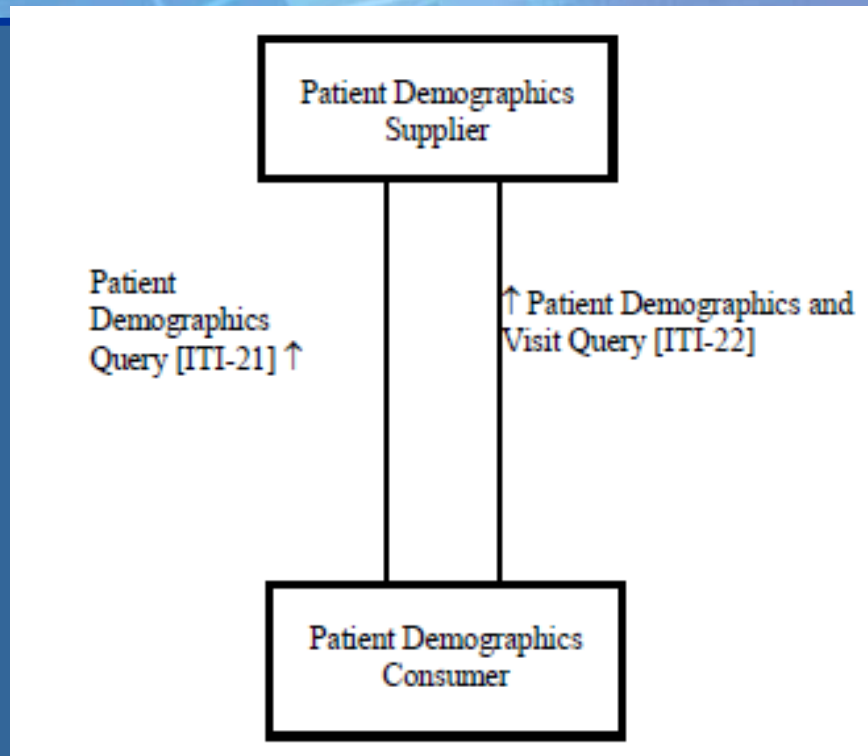 Patient Demographics
Supplier
Patient
Demographics
Query [ITI-21] ↑
↑ Patient Demographics and
Visit Query [ITI-22]
Patient Demographics
Consumer